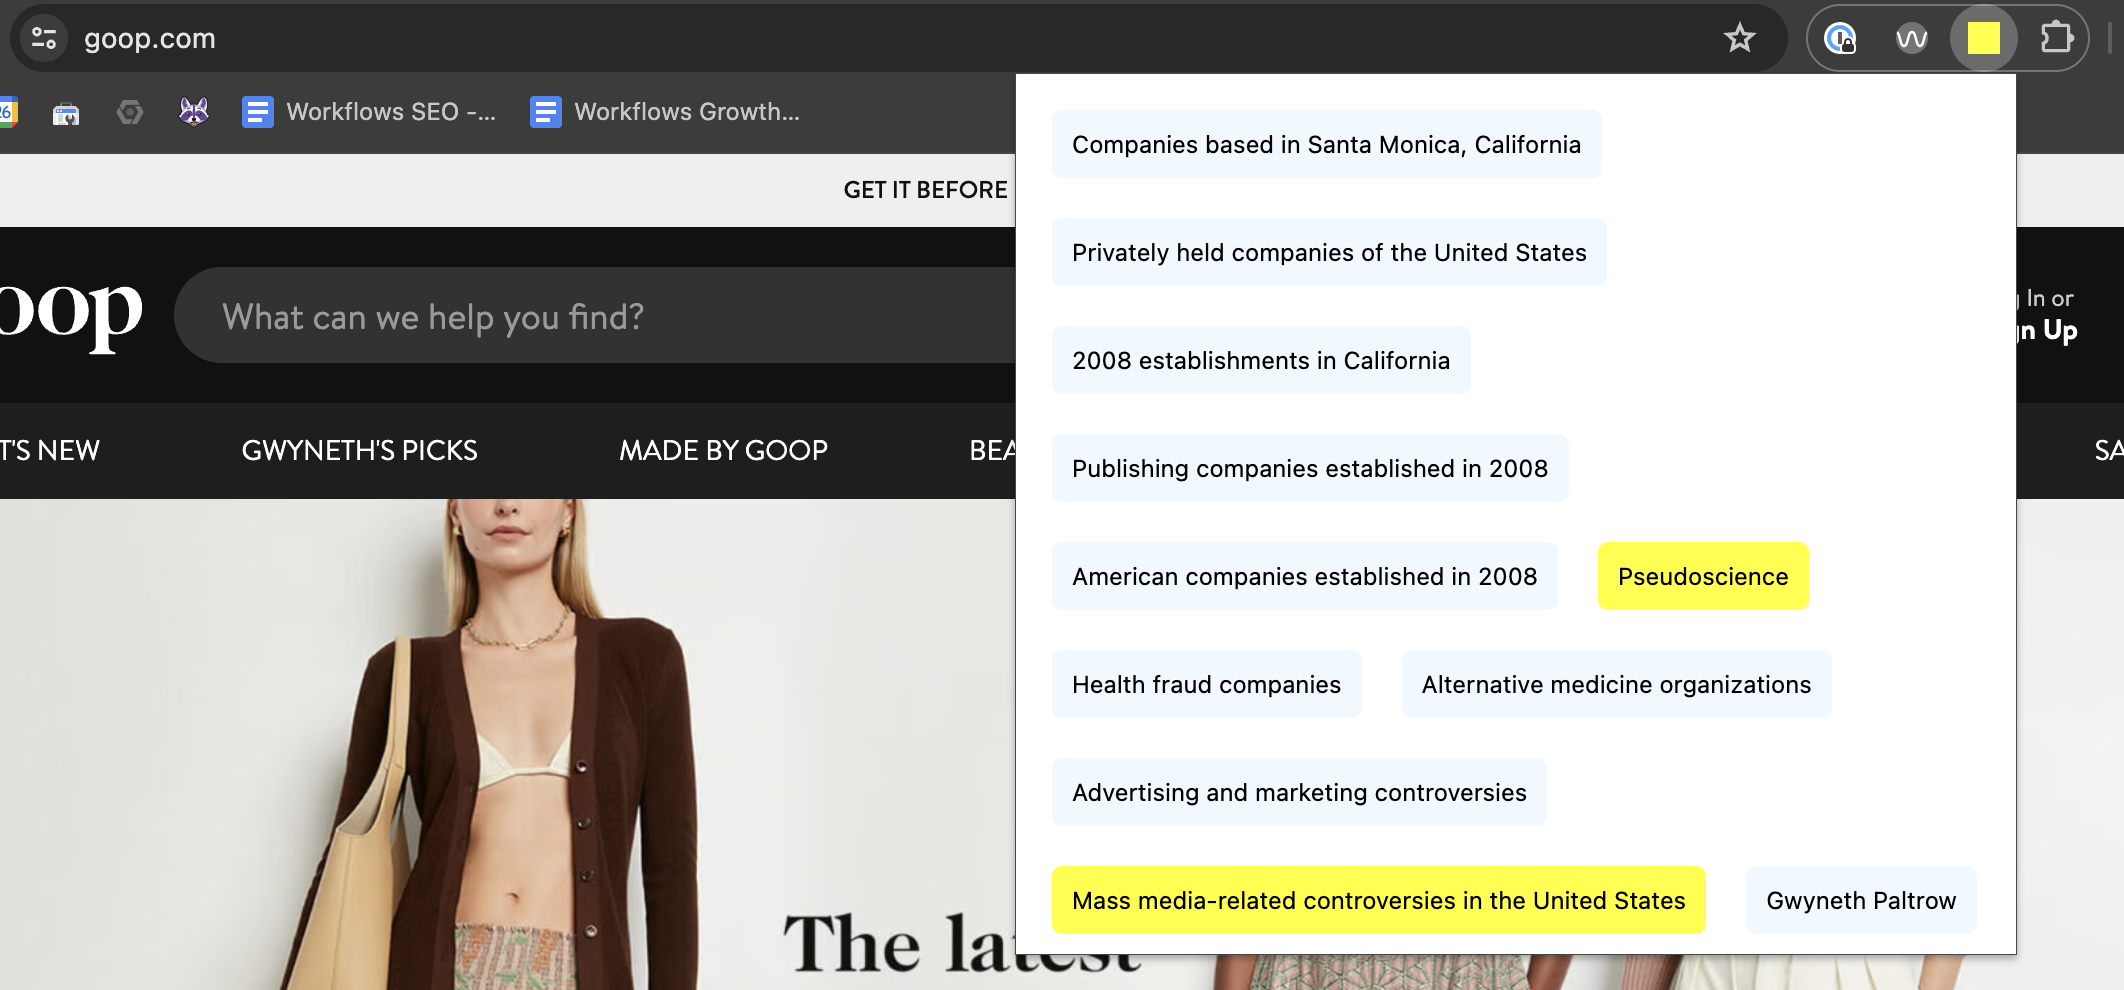 goop.com
26
Workflows SEO -...
Workflows Growth...
GET IT BEFORE
oop
What can we help you find?
g In or
gn Up
T'S NEW
GWYNETH'S PICKS
MADE BY GOOP
BEA
SA
The latest
Companies based in Santa Monica, California
Privately held companies of the United States
2008 establishments in California
Publishing companies established in 2008
American companies established in 2008
Pseudoscience
Health fraud companies
Alternative medicine organizations
Advertising and marketing controversies
Mass media-related controversies in the United States
Gwyneth Paltrow